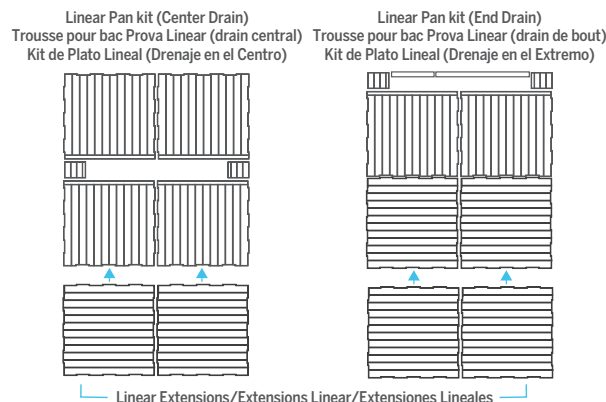 Linear Pan kit (Center Drain)
Trousse pour bac Prova Linear (drain central)
Kit de Plato Lineal (Drenaje en el Centro)
Linear Pan kit (End Drain)
Trousse pour bac Prova Linear (drain de bout)
Kit de Plato Lineal (Drenaje en el Extremo)
Linear Extensions/Extensions Linear/Extensiones Lineales